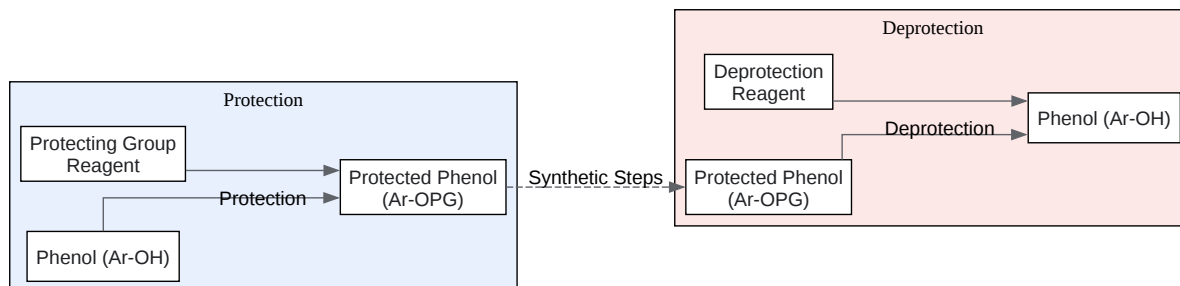 Protection
Protecting Group
Reagent
Protection
Phenol (Ar-OH)
Protected Phenol
(Ar-OPG)
Synthetic Steps
Deprotection
Deprotection
Reagent
Deprotection
Protected Phenol
(Ar-OPG)
Phenol (Ar-OH)